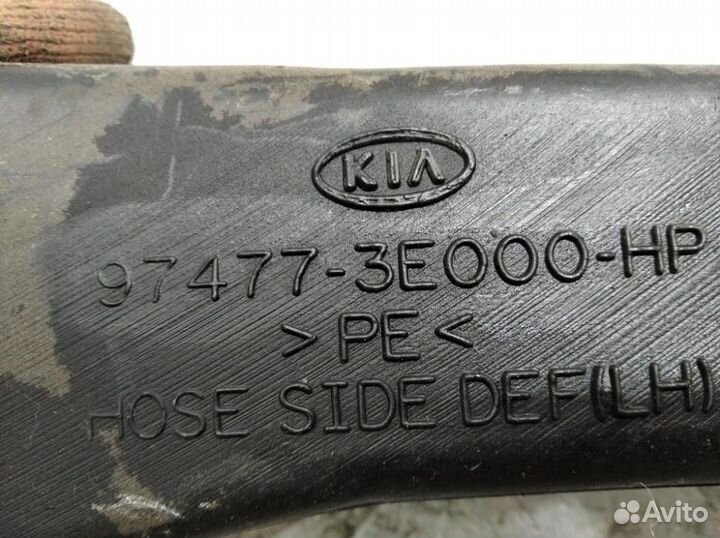 KIA
97477-3E000-HP
>PE<
HOSE SIDE DEF(LH)
Avito